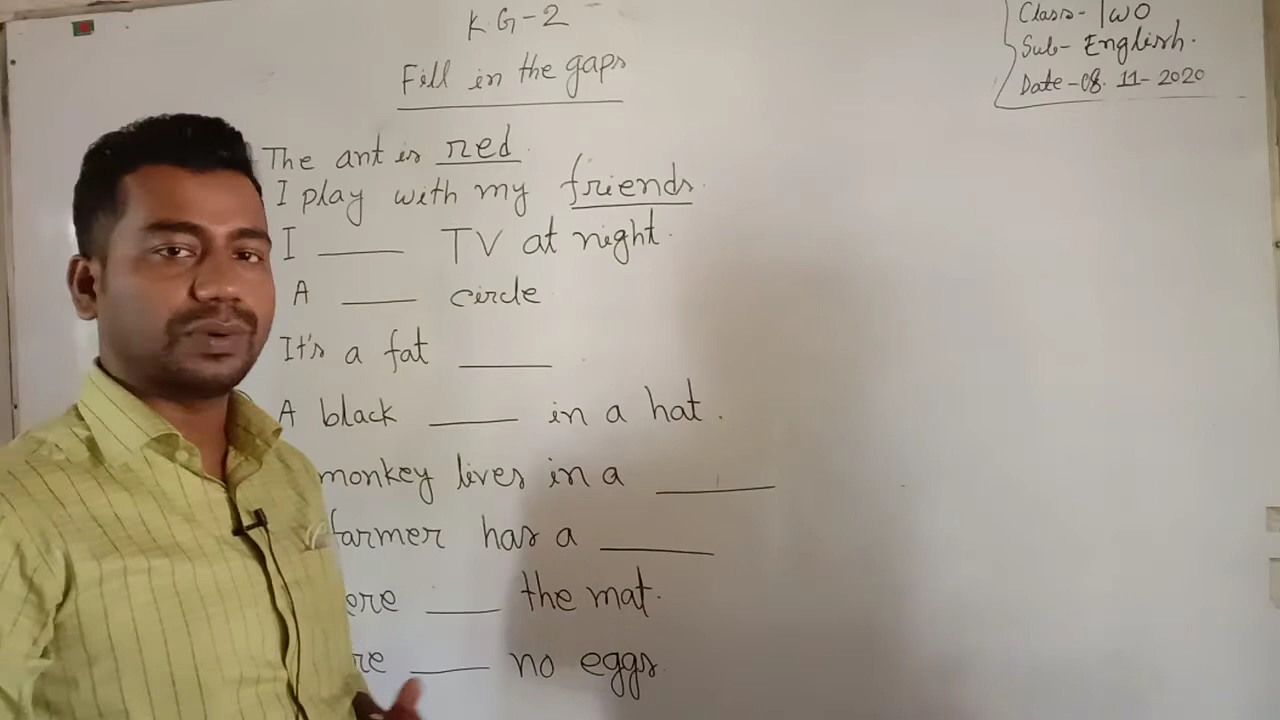 K.G-2
Fill in the gaps
Class- Two
Sub- English.
Date-08. 11-2020
The ant is red.
I play with my friends.
I ____ TV at night.
A ____ circle
It's a fat ____
A black ____ in a hat.
monkey lives in a ____
farmer has a ____
ere ____ the mat.
re ____ no eggs.